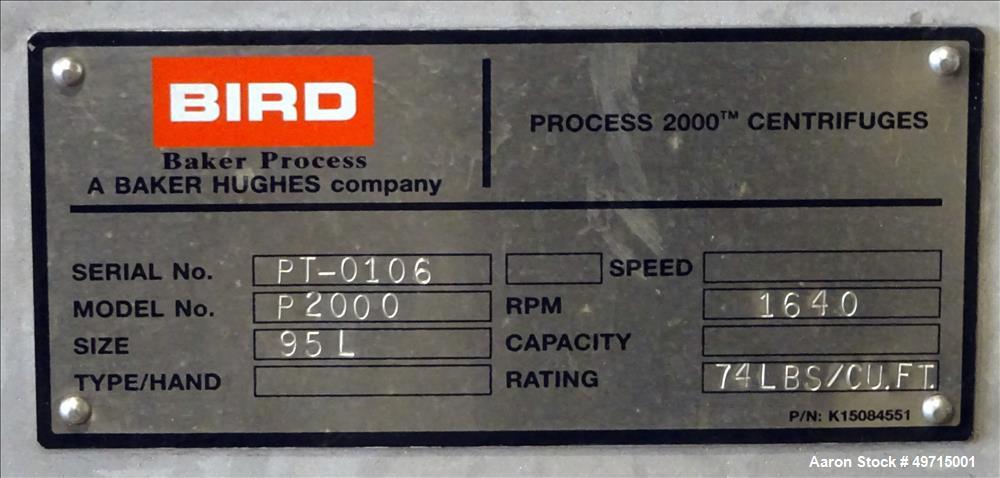 BIRD
Baker Process
A BAKER HUGHES company
PROCESS 2000™ CENTRIFUGES
SERIAL No. PT-0106 SPEED
MODEL No. P2000 RPM 1640
SIZE 95L CAPACITY
TYPE/HAND RATING 74LBS/CU.FT.
P/N: K15084551
Aaron Stock # 49715001